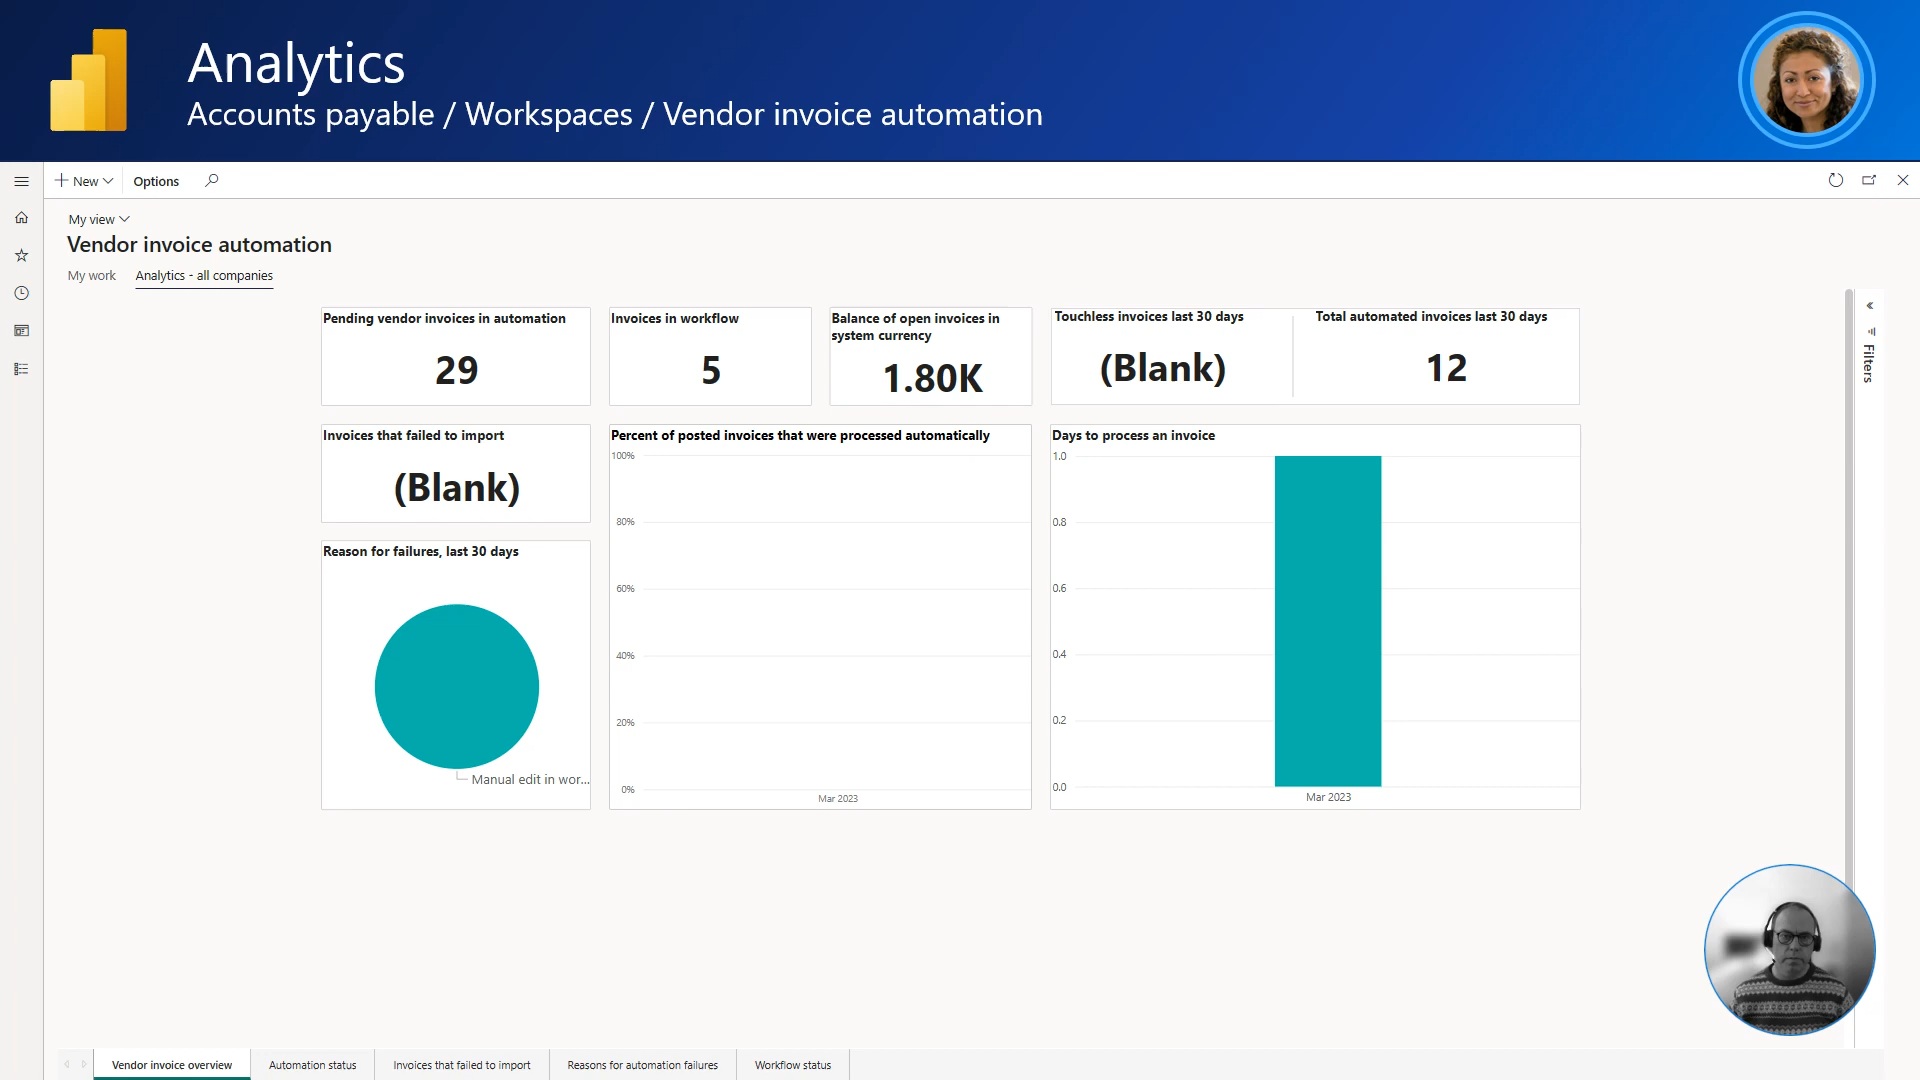 Analytics
Accounts payable / Workspaces / Vendor invoice automation
New
Options
My view
Vendor invoice automation
My work
Analytics - all companies
Pending vendor invoices in automation
29
Invoices in workflow
5
Balance of open invoices in
system currency
1.80K
Touchless invoices last 30 days
(Blank)
Total automated invoices last 30 days
12
Filters
Invoices that failed to import
(Blank)
Reason for failures, last 30 days
Manual edit in wor...
Percent of posted invoices that were processed automatically
100%
80%
60%
40%
20%
0%
Mar 2023
Days to process an invoice
1.0
0.8
0.6
0.4
0.2
0.0
Mar 2023
Vendor invoice overview
Automation status
Invoices that failed to import
Reasons for automation failures
Workflow status